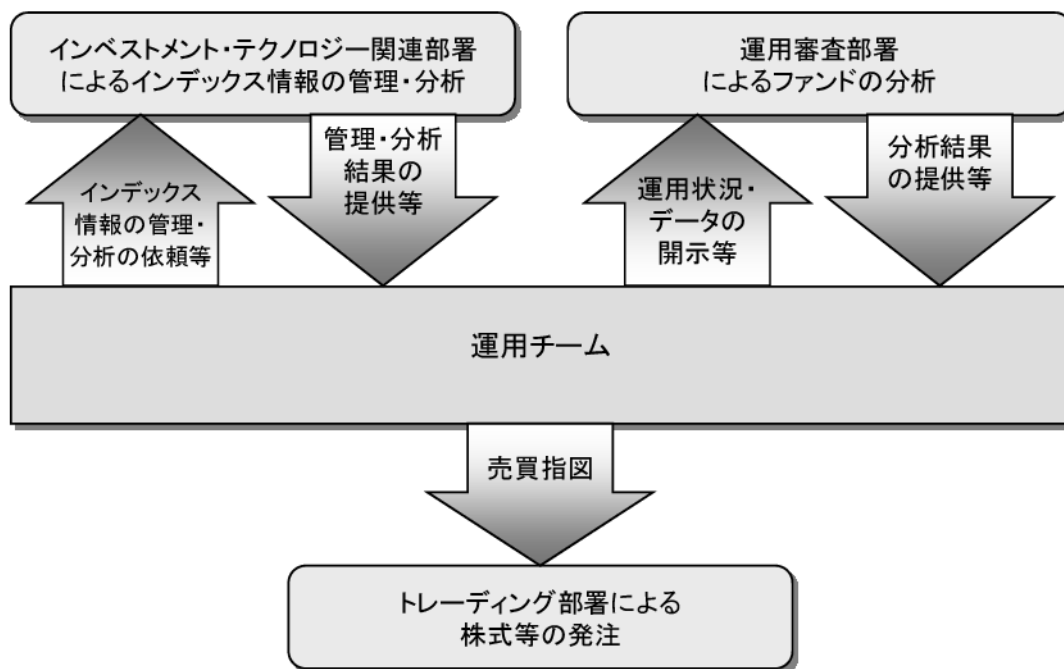 インベストメント・テクノロジー関連部署
によるインデックス情報の管理・分析
運用審査部署
によるファンドの分析
インデックス
情報の管理・
分析の依頼等
管理・分析
結果の
提供等
運用状況・
データの
開示等
分析結果
の提供等
運用チーム
売買指図
トレーディング部署による
株式等の発注